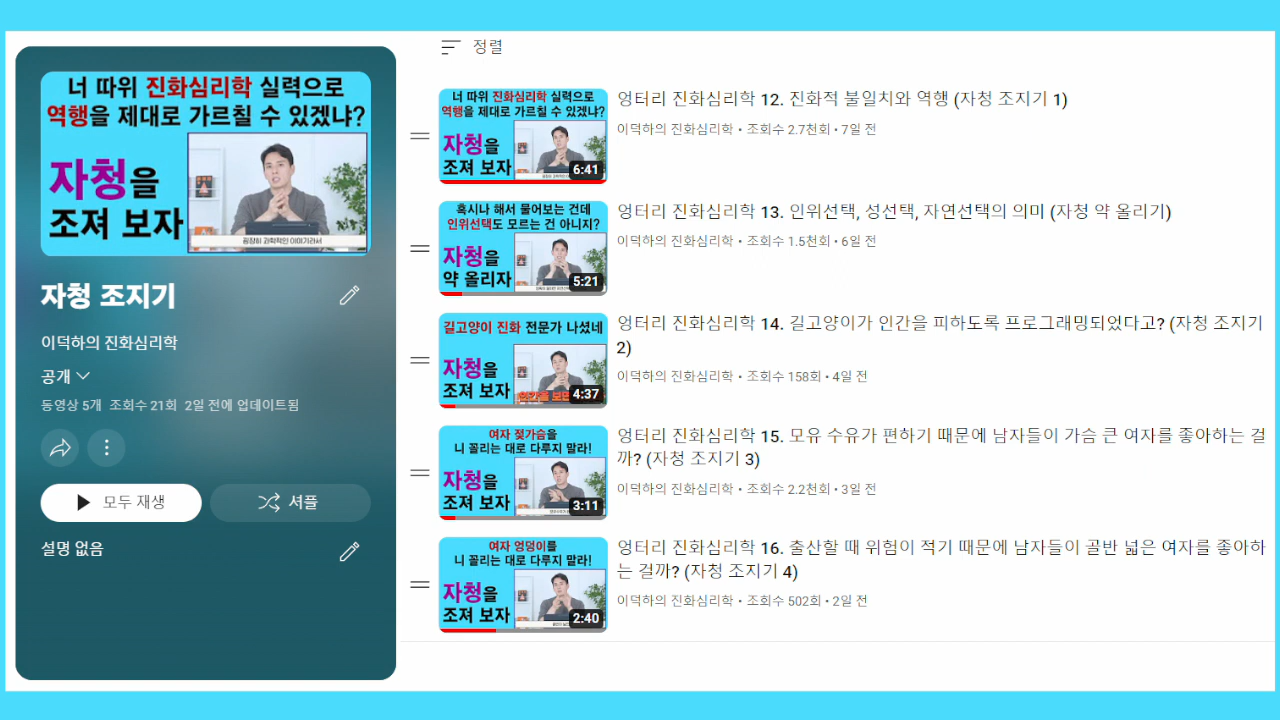 너 따위 진화심리학 실력으로
역행을 제대로 가르칠 수 있겠냐?
자청을
조져 보자
굉장히 과학적인 이야기라서
자청 조지기
이덕하의 진화심리학
공개
동영상 5개 조회수 21회 2일 전에 업데이트됨
모두 재생
셔플
설명 없음
정렬
너 따위 진화심리학 실력으로
역행을 제대로 가르칠 수 있겠냐?
자청을
조져 보자
6:41
엉터리 진화심리학 12. 진화적 불일치와 역행 (자청 조지기 1)
이덕하의 진화심리학 • 조회수 2.7천회 • 7일 전
혹시나 해서 물어보는 건데
인위선택도 모르는 건 아니지?
자청을
약 올리자
5:21
엉터리 진화심리학 13. 인위선택, 성선택, 자연선택의 의미 (자청 약 올리기)
이덕하의 진화심리학 • 조회수 1.5천회 • 6일 전
길고양이 진화 전문가 나셨네
자청을
조져 보자
4:37
엉터리 진화심리학 14. 길고양이가 인간을 피하도록 프로그래밍되었다고? (자청 조지기
2)
이덕하의 진화심리학 • 조회수 158회 • 4일 전
여자 젖가슴을
니 꼴리는 대로 다루지 말라!
자청을
조져 보자
3:11
엉터리 진화심리학 15. 모유 수유가 편하기 때문에 남자들이 가슴 큰 여자를 좋아하는 걸
까? (자청 조지기 3)
이덕하의 진화심리학 • 조회수 2.2천회 • 3일 전
여자 엉덩이를
니 꼴리는 대로 다루지 말라!
자청을
조져 보자
2:40
엉터리 진화심리학 16. 출산할 때 위험이 적기 때문에 남자들이 골반 넓은 여자를 좋아하
는 걸까? (자청 조지기 4)
이덕하의 진화심리학 • 조회수 502회 • 2일 전